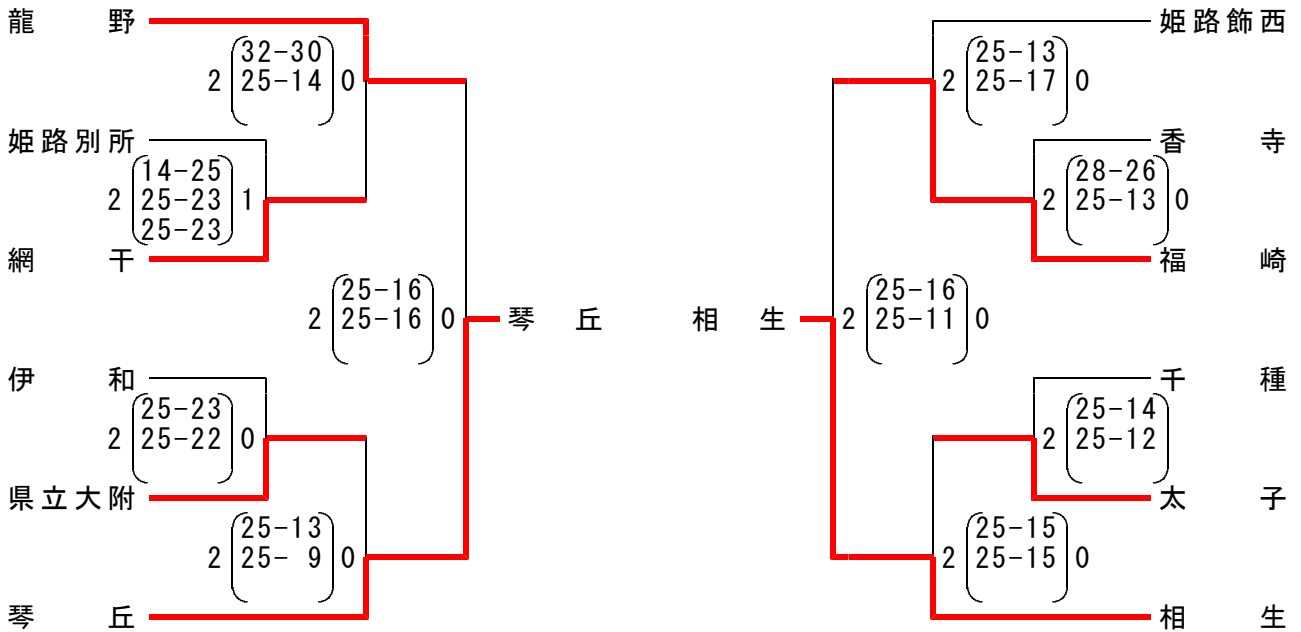 龍野
32-30
2 25-14 0
姫路別所
14-25
2 25-23 1
25-23
網干
25-16
2 25-16 0
琴丘
伊和
25-23
2 25-22 0
県立大附
25-13
2 25- 9 0
琴丘
姫路飾西
25-13
2 25-17 0
香寺
28-26
2 25-13 0
福崎
25-16
2 25-11 0
相生
千種
25-14
2 25-12
太子
25-15
2 25-15 0
相生